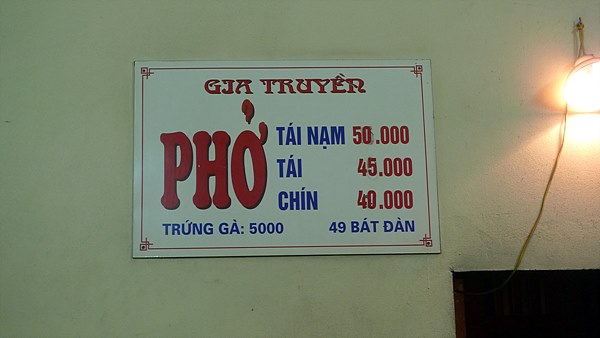 GIA TRUYỀN
PHỞ
TÁI NẠM 50.000
TÁI 45.000
CHÍN 40.000
TRỨNG GÀ: 5000 49 BÁT ĐÀN